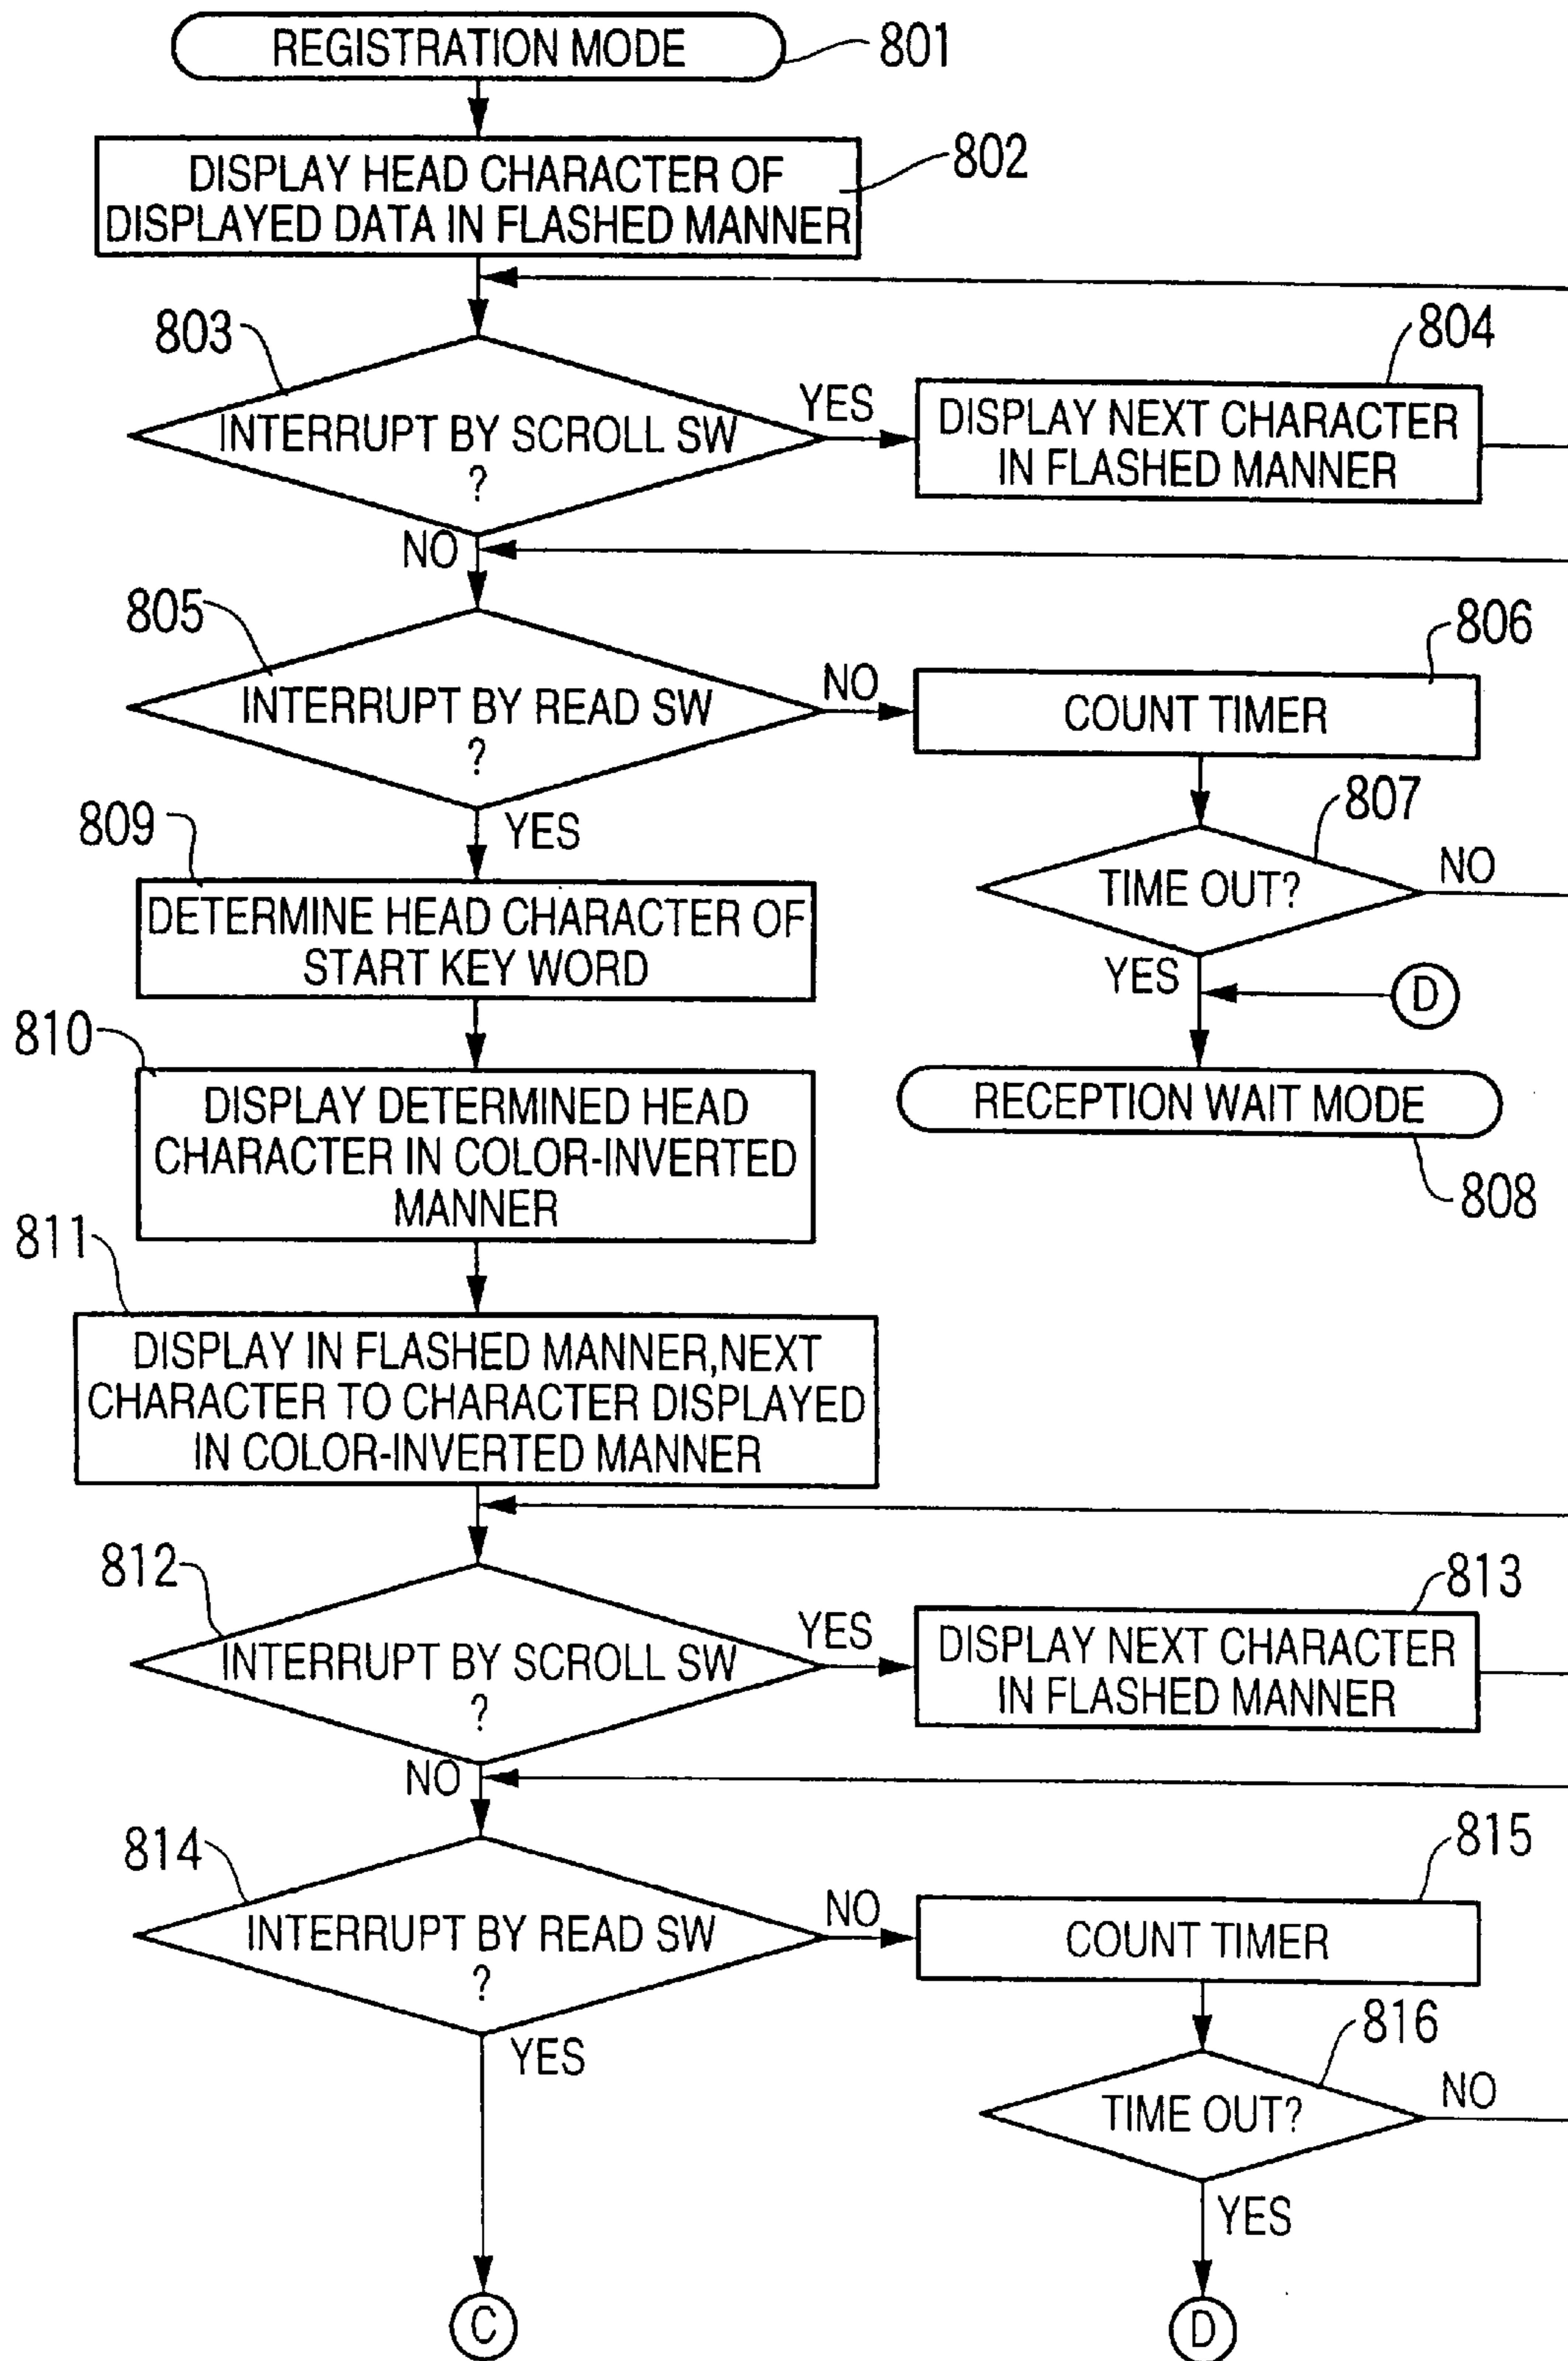 REGISTRATION MODE
801
DISPLAY HEAD CHARACTER OF
DISPLAYED DATA IN FLASHED MANNER
802
803
INTERRUPT BY SCROLL SW
?
YES
NO
804
DISPLAY NEXT CHARACTER
IN FLASHED MANNER
805
INTERRUPT BY READ SW
?
NO
YES
806
COUNT TIMER
807
TIME OUT?
NO
YES
D
RECEPTION WAIT MODE
808
809
DETERMINE HEAD CHARACTER OF
START KEY WORD
810
DISPLAY DETERMINED HEAD
CHARACTER IN COLOR-INVERTED
MANNER
811
DISPLAY IN FLASHED MANNER,NEXT
CHARACTER TO CHARACTER DISPLAYED
IN COLOR-INVERTED MANNER
812
INTERRUPT BY SCROLL SW
?
YES
NO
813
DISPLAY NEXT CHARACTER
IN FLASHED MANNER
814
INTERRUPT BY READ SW
?
NO
YES
815
COUNT TIMER
816
TIME OUT?
NO
YES
C
D